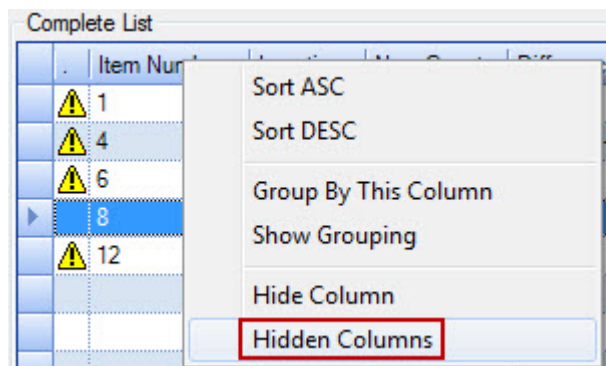 Complete List
. Item Num
1
4
6
8
12
Sort ASC
Sort DESC
Group By This Column
Show Grouping
Hide Column
Hidden Columns